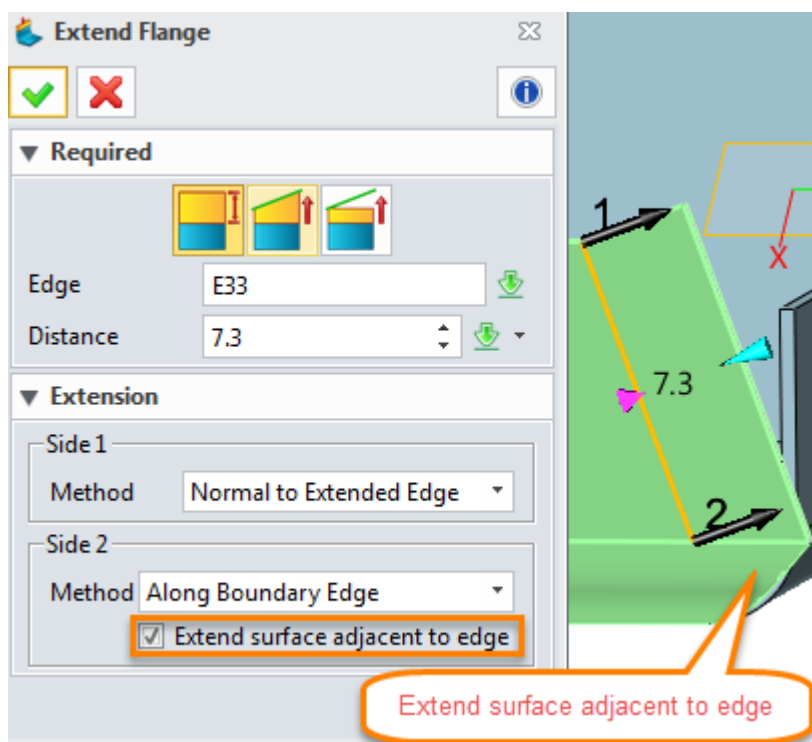 Extend Flange
Required
Edge E33
Distance 7.3
Extension
Side 1
Method Normal to Extended Edge
Side 2
Method Along Boundary Edge
Extend surface adjacent to edge
1
X
7.3
2
Extend surface adjacent to edge